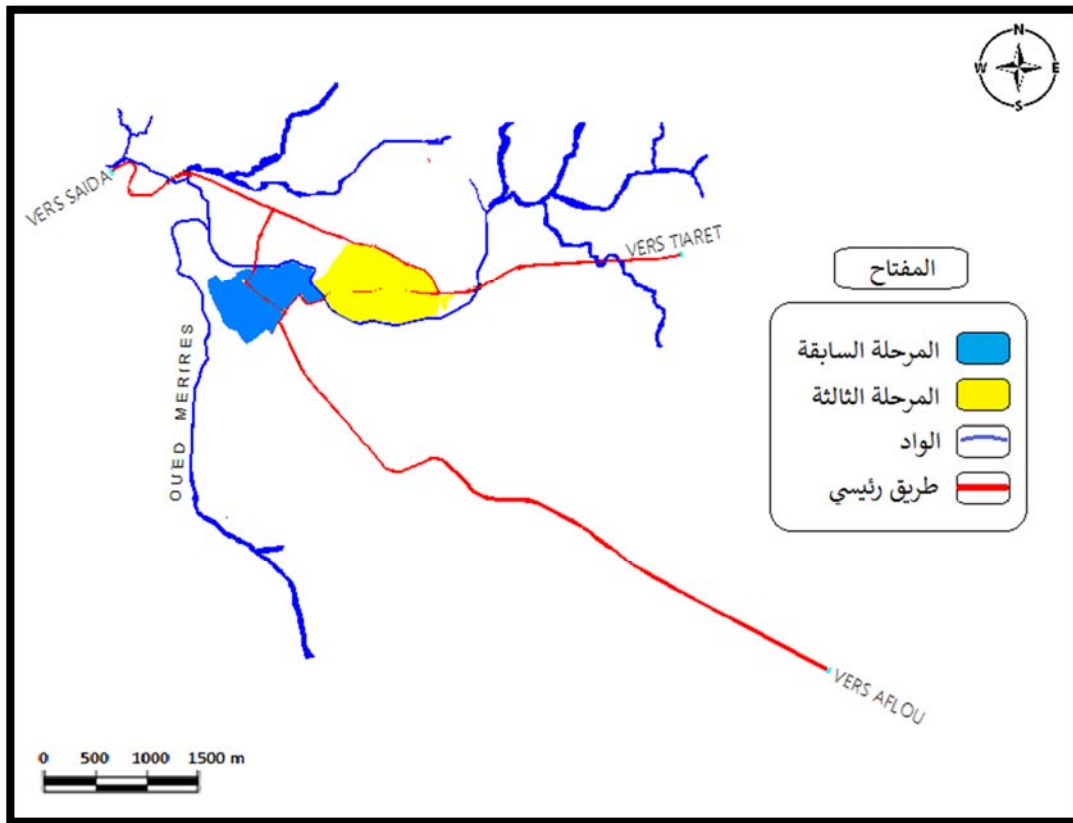 N
W E
S
VERS SAIDA
VERS TIARET
OUED MERIRES
VERS AFLOU
المفتاح
المرحلة السابقة
المرحلة الثالثة
الواد
طريق رئيسي
0 500 1000 1500 m